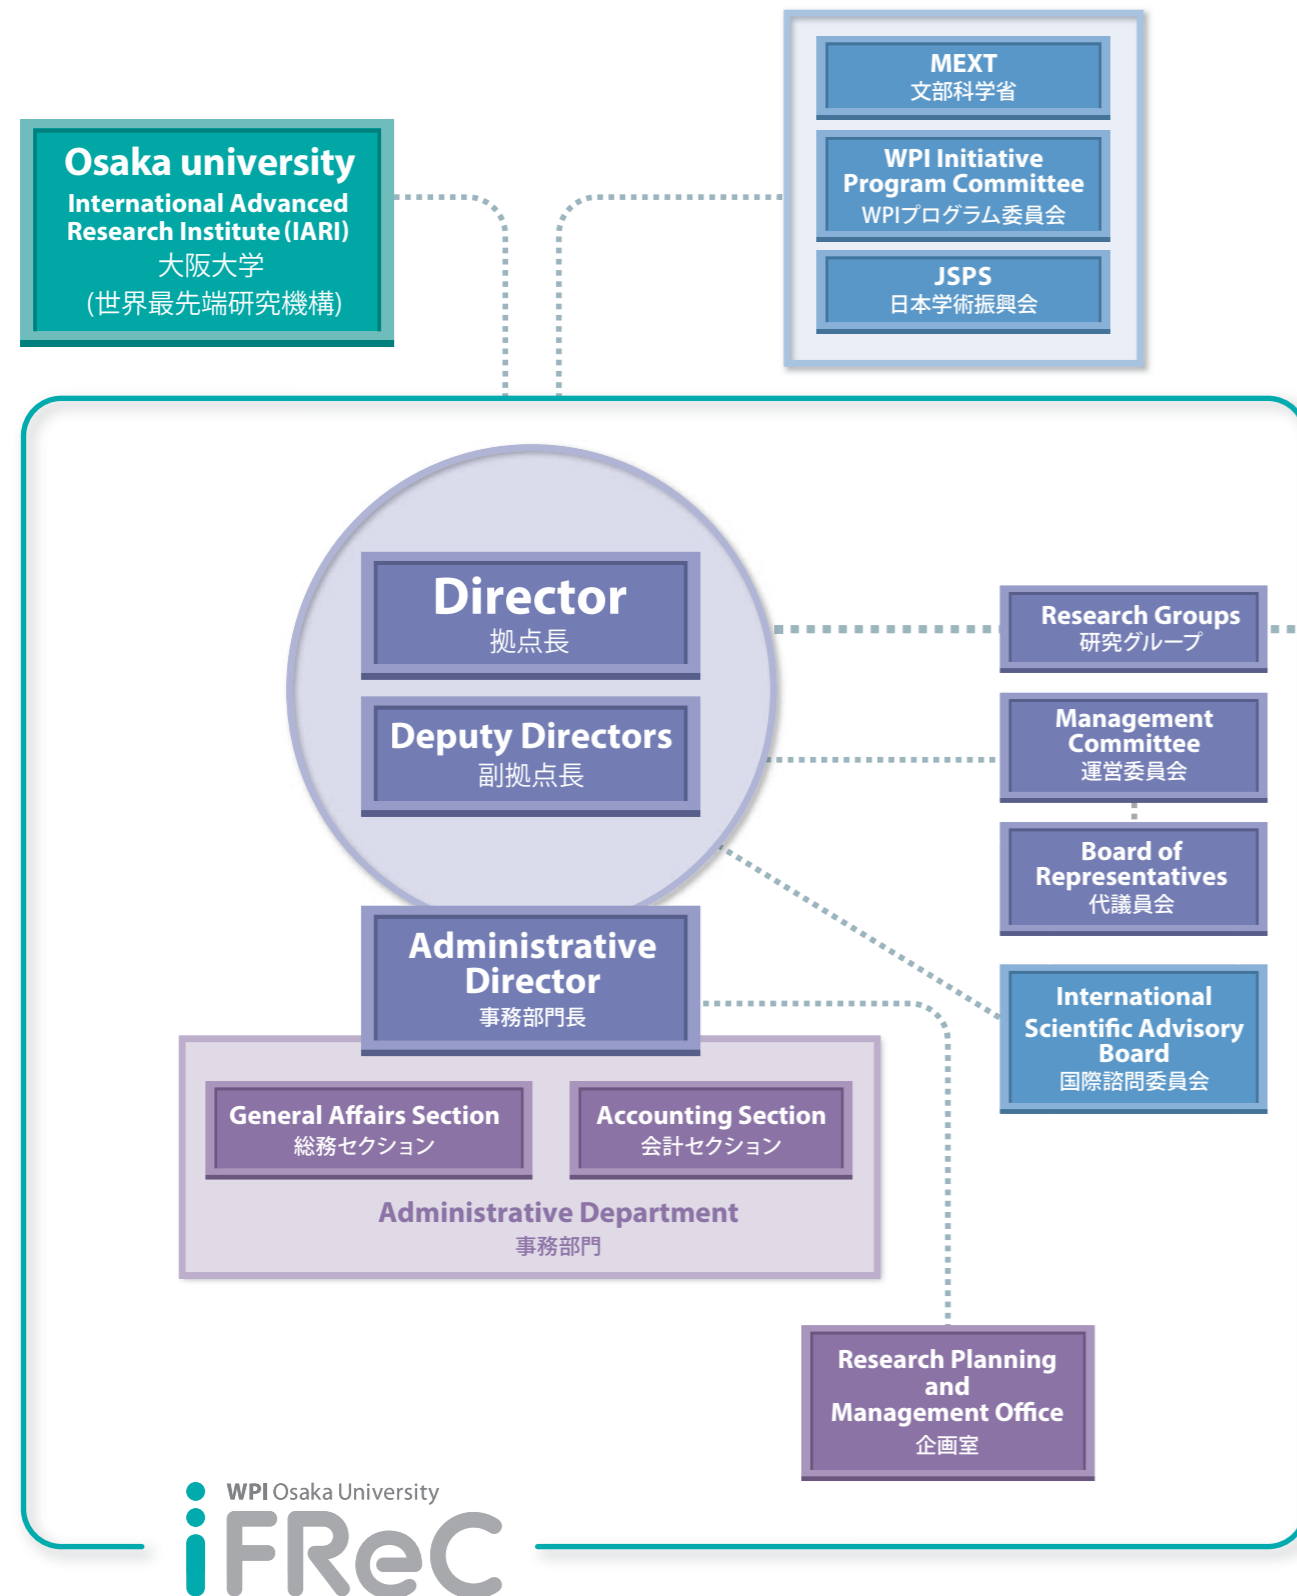 MEXT
文部科学省
WPI Initiative
Program Committee
WPIプログラム委員会
JSPS
日本学術振興会
Osaka university
International Advanced
Research Institute (IARI)
大阪大学
(世界最先端研究機構)
Director
拠点長
Deputy Directors
副拠点長
Administrative
Director
事務部門長
General Affairs Section
総務セクション
Accounting Section
会計セクション
Administrative Department
事務部門
Research Groups
研究グループ
Management
Committee
運営委員会
Board of
Representatives
代議員会
International
Scientific Advisory
Board
国際諮問委員会
Research Planning
and
Management Office
企画室
WPI Osaka University
iFReC